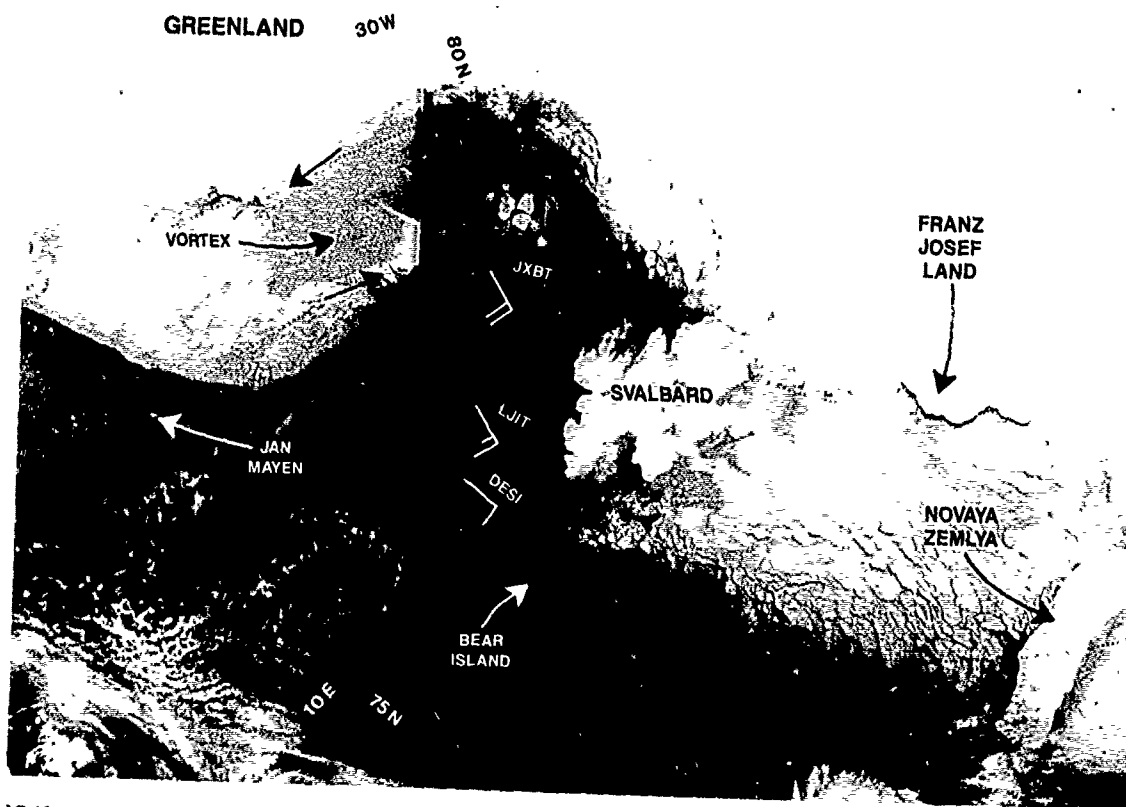 GREENLAND
30W
80N
VORTEX
JXBT
FRANZ
JOSEF
LAND
SVALBARD
LJIT
JAN
MAYEN
DESI
NOVAYA
ZEMLYA
BEAR
ISLAND
10E
75N